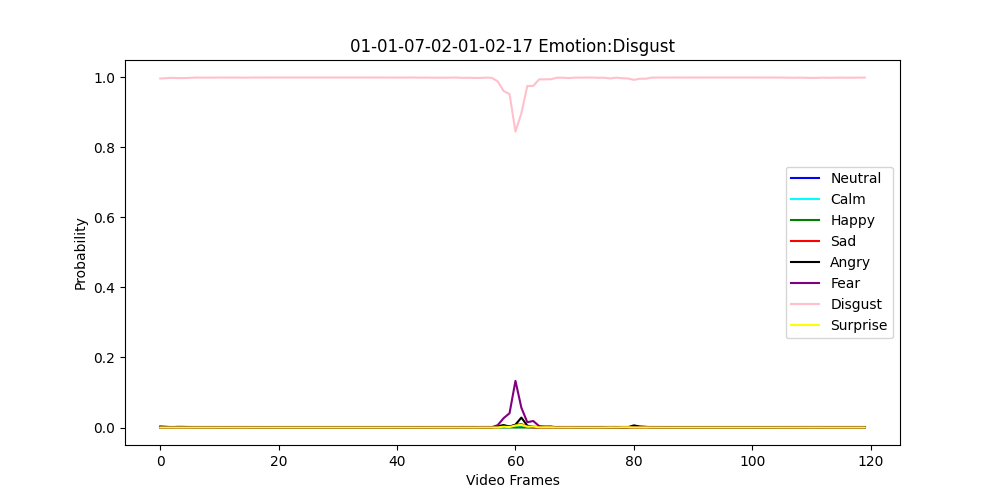 01-01-07-02-01-02-17 Emotion:Disgust
1.0
0.8
0.6
0.4
0.2
0.0
Probability
Neutral
Calm
Happy
Sad
Angry
Fear
Disgust
Surprise
0 20 40 60 80 100 120
Video Frames